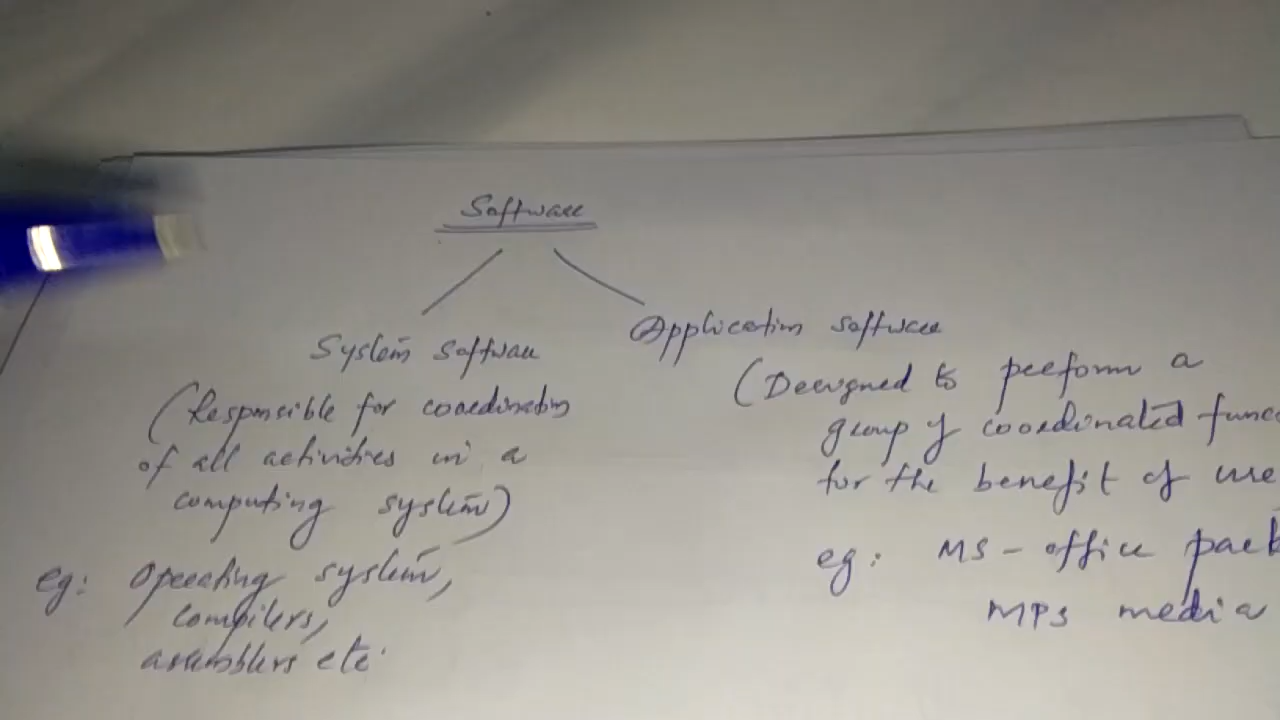 Software
System software
(Responsible for coordination
of all activities in a
computing system)
eg: Operating system,
compilers,
assemblers etc.
Application software
(Designed to perform a
group of coordinated func
for the benefit of use
eg: MS-office pack
MP3 media